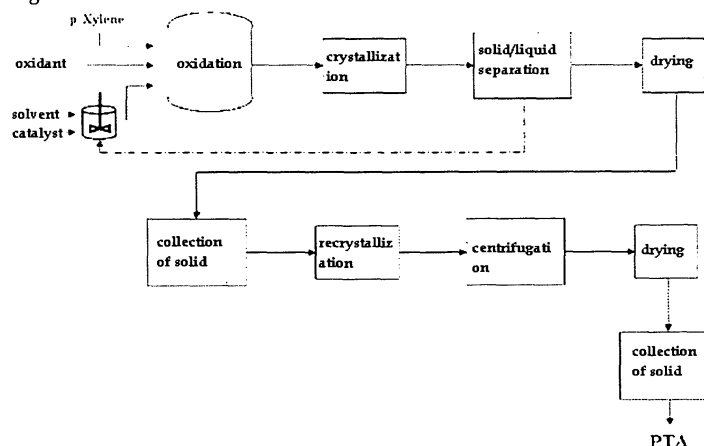 p Xylene
oxidant
solvent
catalyst
oxidation
crystallizat
ion
solid/liquid
separation
drying
collection
of solid
recrystalliz
ation
centrifugati
on
drying
collection
of solid
PTA